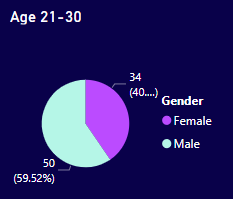 Age 21-30
34
(40....)
Gender
Female
Male
50
(59.52%)